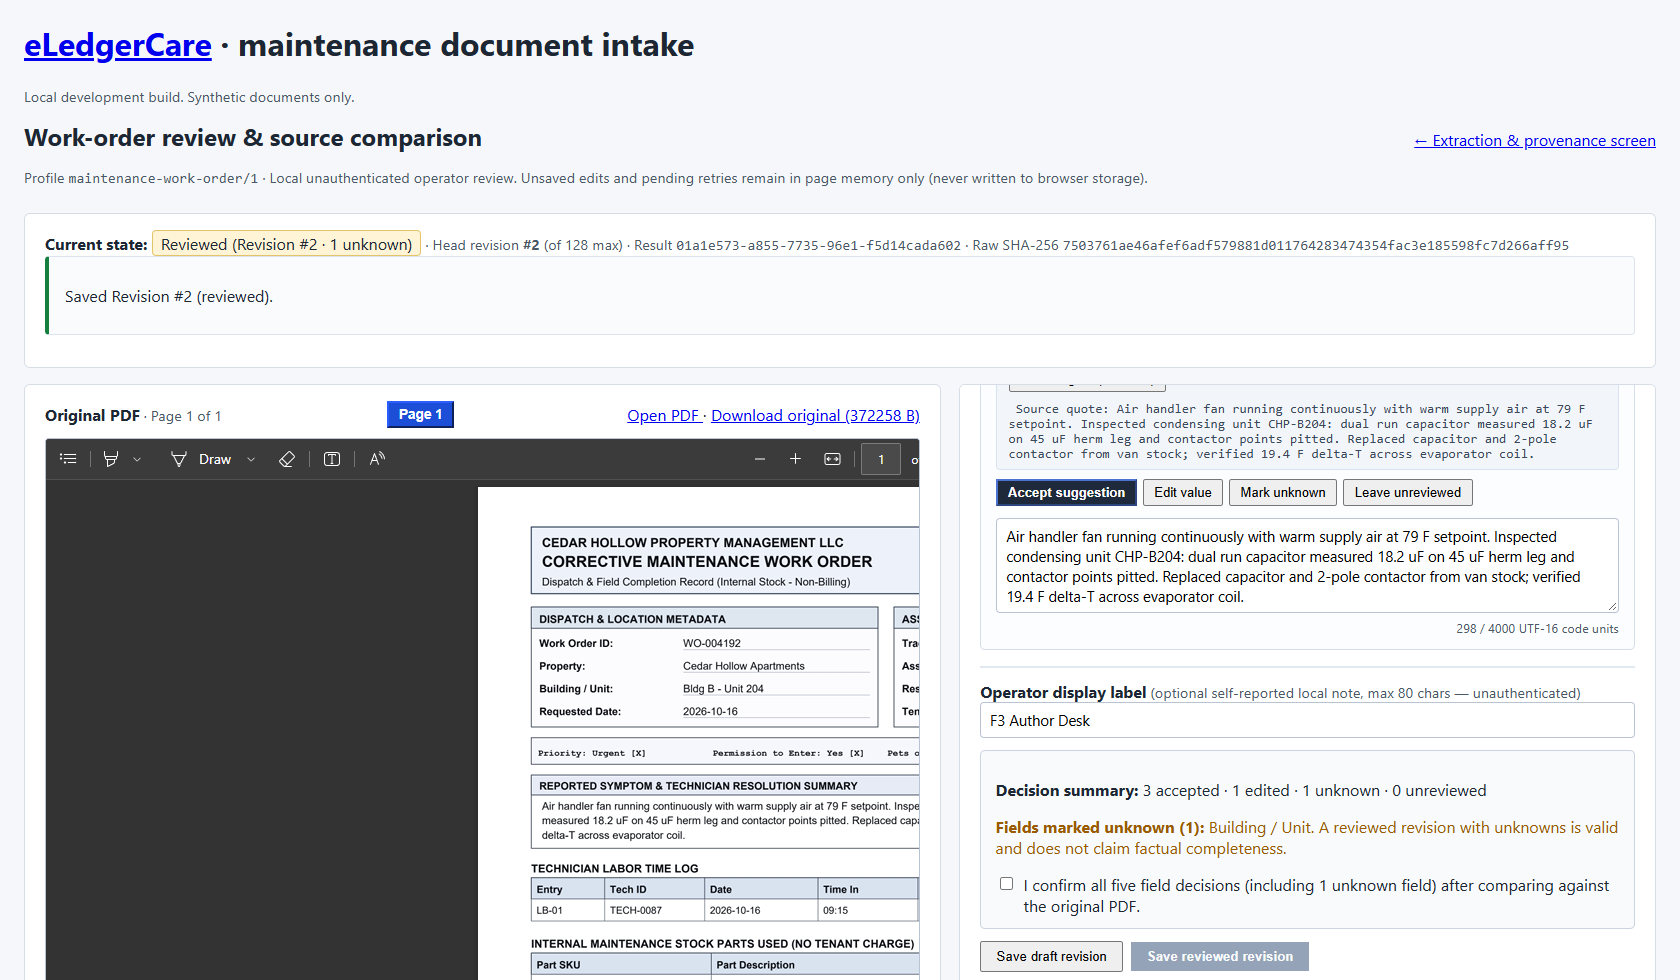 eLedgerCare · maintenance document intake
Local development build. Synthetic documents only.
Work-order review & source comparison
← Extraction & provenance screen
Profile maintenance-work-order/1 · Local unauthenticated operator review. Unsaved edits and pending retries remain in page memory only (never written to browser storage).
Current state: Reviewed (Revision #2 · 1 unknown) · Head revision #2 (of 128 max) · Result 01a1e573-a855-7735-96e1-f5d14cada602 · Raw SHA-256 7503761ae46afef6adf579881d011764283474354fac3e185598fc7d266aff95
Saved Revision #2 (reviewed).
Original PDF · Page 1 of 1
Page 1
Open PDF · Download original (372258 B)
Draw
1
CEDAR HOLLOW PROPERTY MANAGEMENT LLC
CORRECTIVE MAINTENANCE WORK ORDER
Dispatch & Field Completion Record (Internal Stock - Non-Billing)
DISPATCH & LOCATION METADATA
Work Order ID: WO-004192
Property: Cedar Hollow Apartments
Building / Unit: Bldg B - Unit 204
Requested Date: 2026-10-16
Priority: Urgent [X] Permission to Enter: Yes [X] Pets
REPORTED SYMPTOM & TECHNICIAN RESOLUTION SUMMARY
Air handler fan running continuously with warm supply air at 79 F setpoint. Inspe
measured 18.2 uF on 45 uF herm leg and contactor points pitted. Replaced capa
delta-T across evaporator coil.
TECHNICIAN LABOR TIME LOG
Entry Tech ID Date Time In
LB-01 TECH-0087 2026-10-16 09:15
INTERNAL MAINTENANCE STOCK PARTS USED (NO TENANT CHARGE)
Part SKU Part Description
Source quote: Air handler fan running continuously with warm supply air at 79 F
setpoint. Inspected condensing unit CHP-B204: dual run capacitor measured 18.2 uF
on 45 uF herm leg and contactor points pitted. Replaced capacitor and 2-pole
contactor from van stock; verified 19.4 F delta-T across evaporator coil.
Accept suggestion
Edit value
Mark unknown
Leave unreviewed
Air handler fan running continuously with warm supply air at 79 F setpoint. Inspected
condensing unit CHP-B204: dual run capacitor measured 18.2 uF on 45 uF herm leg and
contactor points pitted. Replaced capacitor and 2-pole contactor from van stock; verified
19.4 F delta-T across evaporator coil.
298 / 4000 UTF-16 code units
Operator display label (optional self-reported local note, max 80 chars — unauthenticated)
F3 Author Desk
Decision summary: 3 accepted · 1 edited · 1 unknown · 0 unreviewed
Fields marked unknown (1): Building / Unit. A reviewed revision with unknowns is valid
and does not claim factual completeness.
I confirm all five field decisions (including 1 unknown field) after comparing against
the original PDF.
Save draft revision
Save reviewed revision